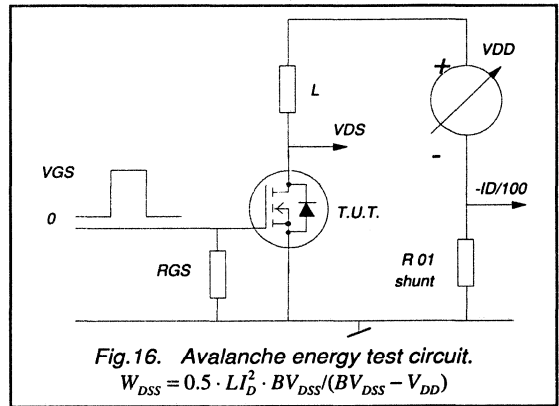 VDD
+
L
VDS
-
VGS
-ID/100
0
T.U.T.
RGS
R 01
shunt
Fig.16. Avalanche energy test circuit.
W_DSS = 0.5 · LI_D^2 · BV_DSS/(BV_DSS − V_DD)